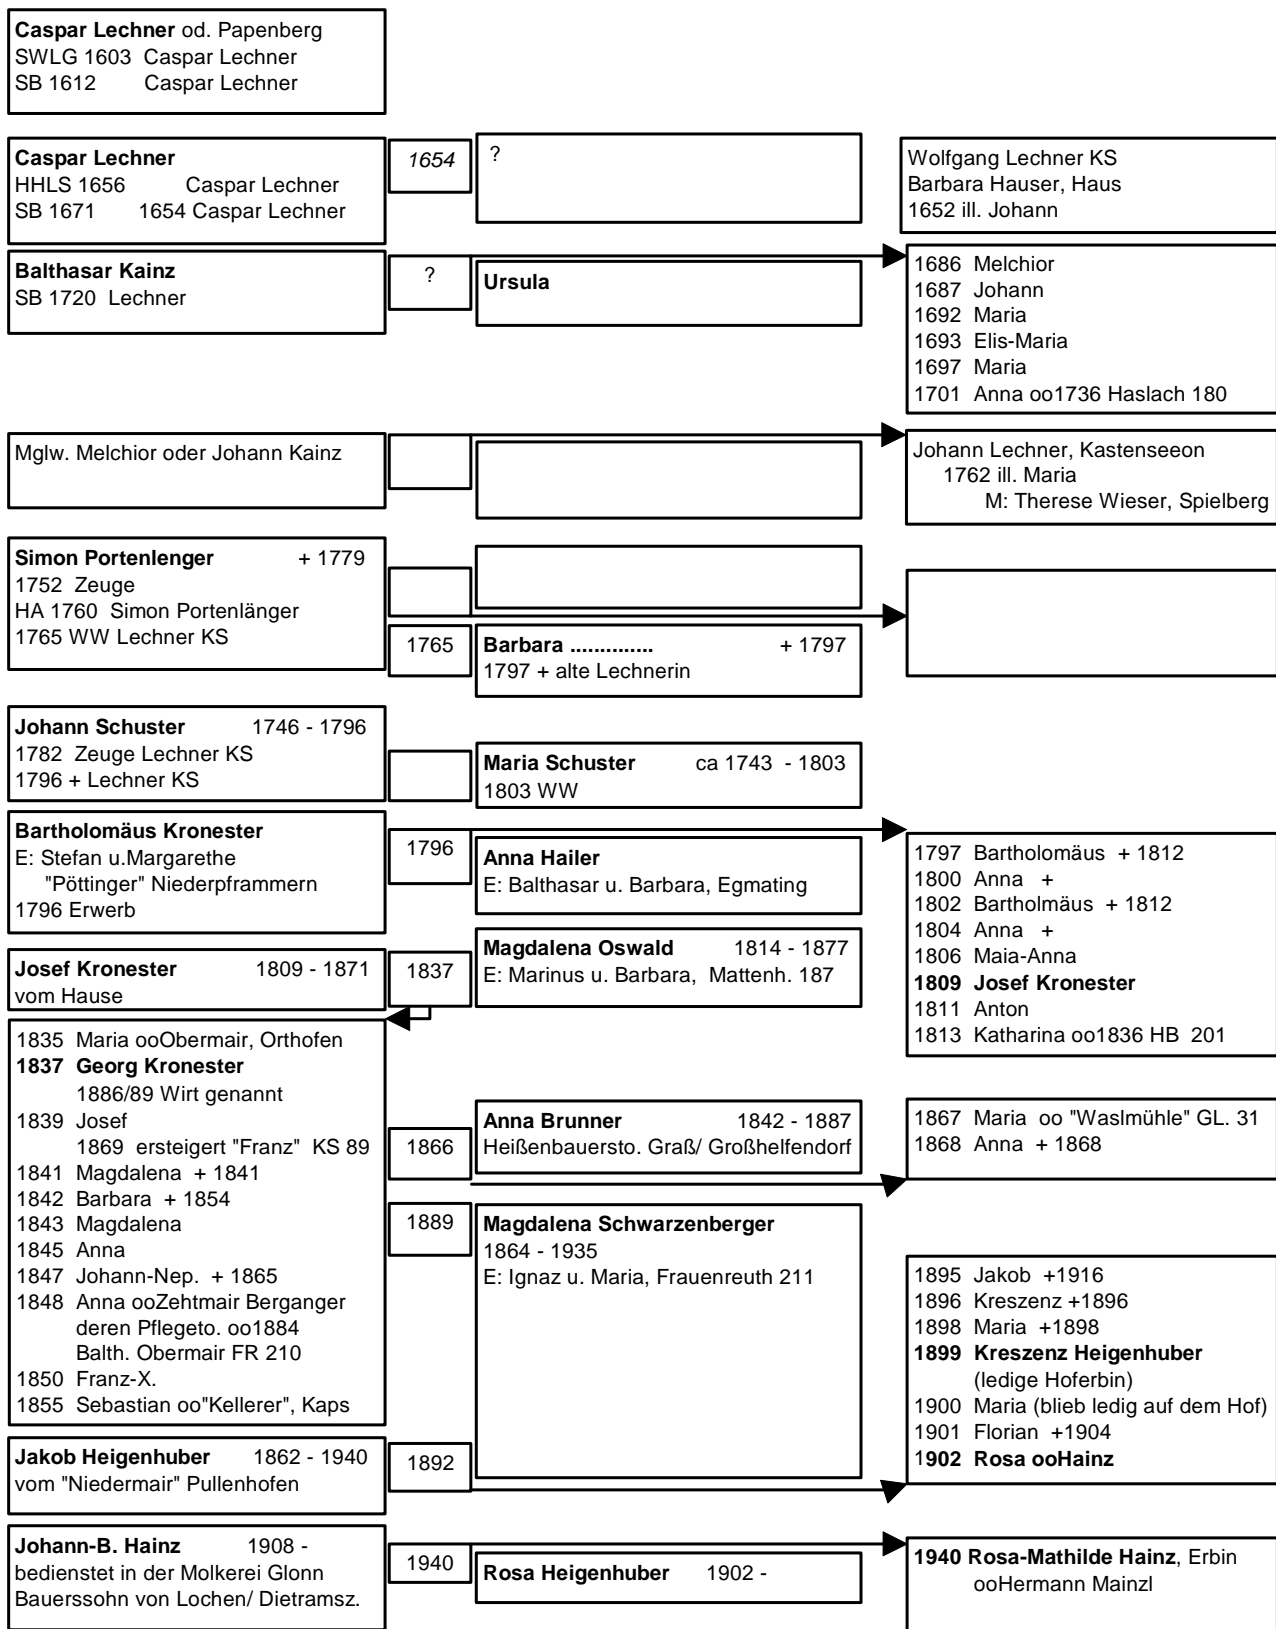 Caspar Lechner od. Papenberg
SWLG 1603 Caspar Lechner
SB 1612 Caspar Lechner
Caspar Lechner
HHLS 1656 Caspar Lechner
SB 1671 1654 Caspar Lechner
1654
?
Wolfgang Lechner KS
Barbara Hauser, Haus
1652 ill. Johann
Balthasar Kainz
SB 1720 Lechner
?
Ursula
1686 Melchior
1687 Johann
1692 Maria
1693 Elis-Maria
1697 Maria
1701 Anna oo1736 Haslach 180
Mglw. Melchior oder Johann Kainz
Johann Lechner, Kastenseeon
1762 ill. Maria
M: Therese Wieser, Spielberg
Simon Portenlenger + 1779
1752 Zeuge
HA 1760 Simon Portenlänger
1765 WW Lechner KS
1765
Barbara .............. + 1797
1797 + alte Lechnerin
Johann Schuster 1746 - 1796
1782 Zeuge Lechner KS
1796 + Lechner KS
Maria Schuster ca 1743 - 1803
1803 WW
Bartholomäus Kronester
E: Stefan u.Margarethe
"Pöttinger" Niederpframmern
1796 Erwerb
1796
Anna Hailer
E: Balthasar u. Barbara, Egmating
1797 Bartholomäus + 1812
1800 Anna +
1802 Bartholmäus + 1812
1804 Anna +
1806 Maia-Anna
1809 Josef Kronester
1811 Anton
1813 Katharina oo1836 HB 201
Josef Kronester 1809 - 1871
vom Hause
1837
Magdalena Oswald 1814 - 1877
E: Marinus u. Barbara, Mattenh. 187
1835 Maria ooObermair, Orthofen
1837 Georg Kronester
1886/89 Wirt genannt
1839 Josef
1869 ersteigert "Franz" KS 89
1841 Magdalena + 1841
1842 Barbara + 1854
1843 Magdalena
1845 Anna
1847 Johann-Nep. + 1865
1848 Anna ooZehtmair Berganger
deren Pflegeto. oo1884
Balth. Obermair FR 210
1850 Franz-X.
1855 Sebastian oo"Kellerer", Kaps
1866
Anna Brunner 1842 - 1887
Heißenbauersto. Graß/ Großhelfendorf
1867 Maria oo "Waslmühle" GL. 31
1868 Anna + 1868
1889
Magdalena Schwarzenberger
1864 - 1935
E: Ignaz u. Maria, Frauenreuth 211
1895 Jakob +1916
1896 Kreszenz +1896
1898 Maria +1898
1899 Kreszenz Heigenhuber
(ledige Hoferbin)
1900 Maria (blieb ledig auf dem Hof)
1901 Florian +1904
1902 Rosa ooHainz
Jakob Heigenhuber 1862 - 1940
vom "Niedermair" Pullenhofen
1892
Johann-B. Hainz 1908 -
bedienstet in der Molkerei Glonn
Bauerssohn von Lochen/ Dietramsz.
1940
Rosa Heigenhuber 1902 -
1940 Rosa-Mathilde Hainz, Erbin
ooHermann Mainzl